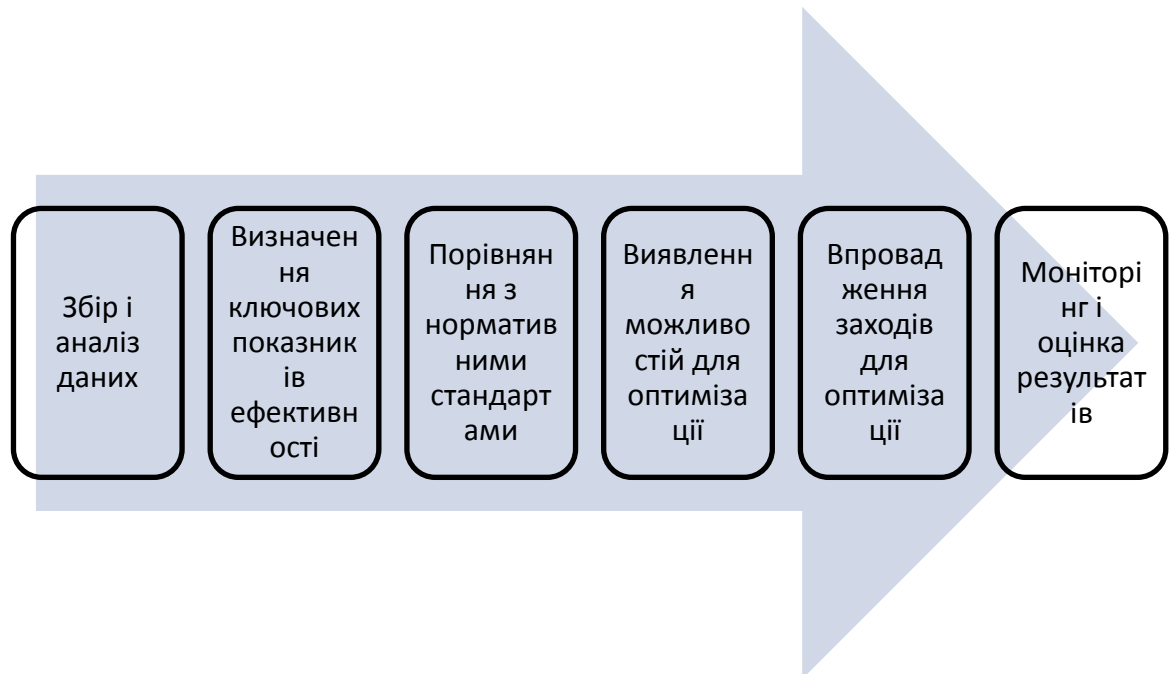 Збір і
аналіз
даних
Визначен
ня
ключових
показник
ів
ефективн
ості
Порівнян
ня з
норматив
ними
стандарт
ами
Виявленн
я
можливо
стій для
оптиміза
ції
Впровад
ження
заходів
для
оптиміза
ції
Моніторі
нг і
оцінка
результат
ів